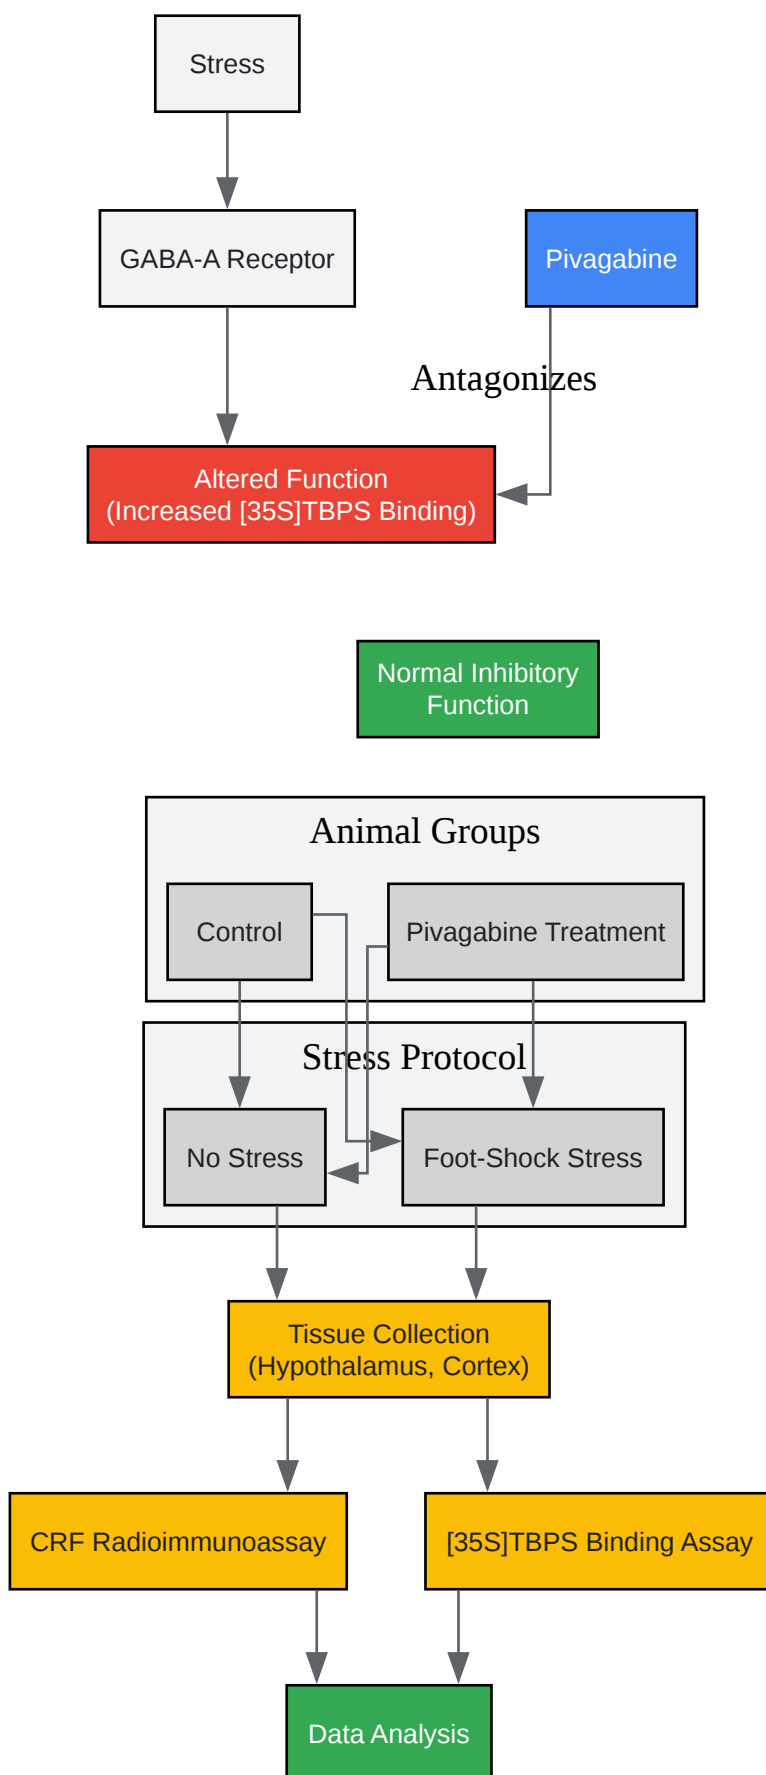 Stress
GABA-A Receptor
Pivagabine
Antagonizes
Altered Function
(Increased [35S]TBPS Binding)
Normal Inhibitory
Function
Animal Groups
Control
Pivagabine Treatment
Stress Protocol
No Stress
Foot-Shock Stress
Tissue Collection
(Hypothalamus, Cortex)
CRF Radioimmunoassay
[35S]TBPS Binding Assay
Data Analysis